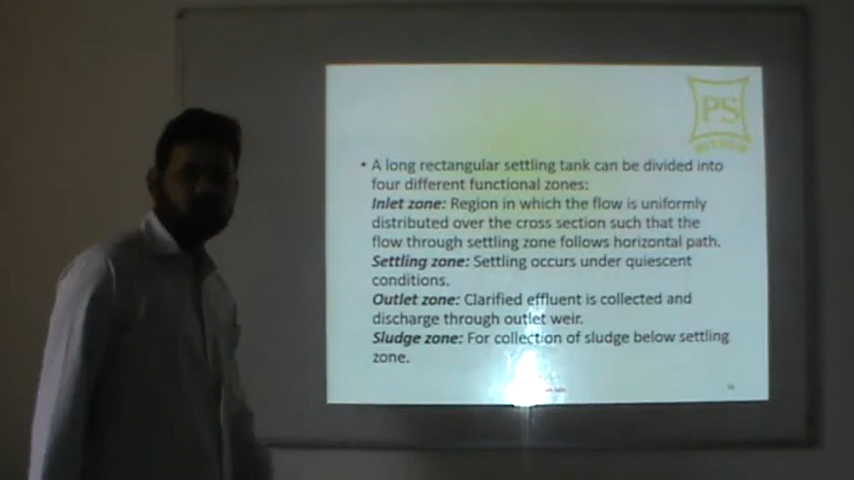 PS
• A long rectangular settling tank can be divided into
four different functional zones:
Inlet zone: Region in which the flow is uniformly
distributed over the cross section such that the
flow through settling zone follows horizontal path.
Settling zone: Settling occurs under quiescent
conditions.
Outlet zone: Clarified effluent is collected and
discharge through outlet weir.
Sludge zone: For collection of sludge below settling
zone.